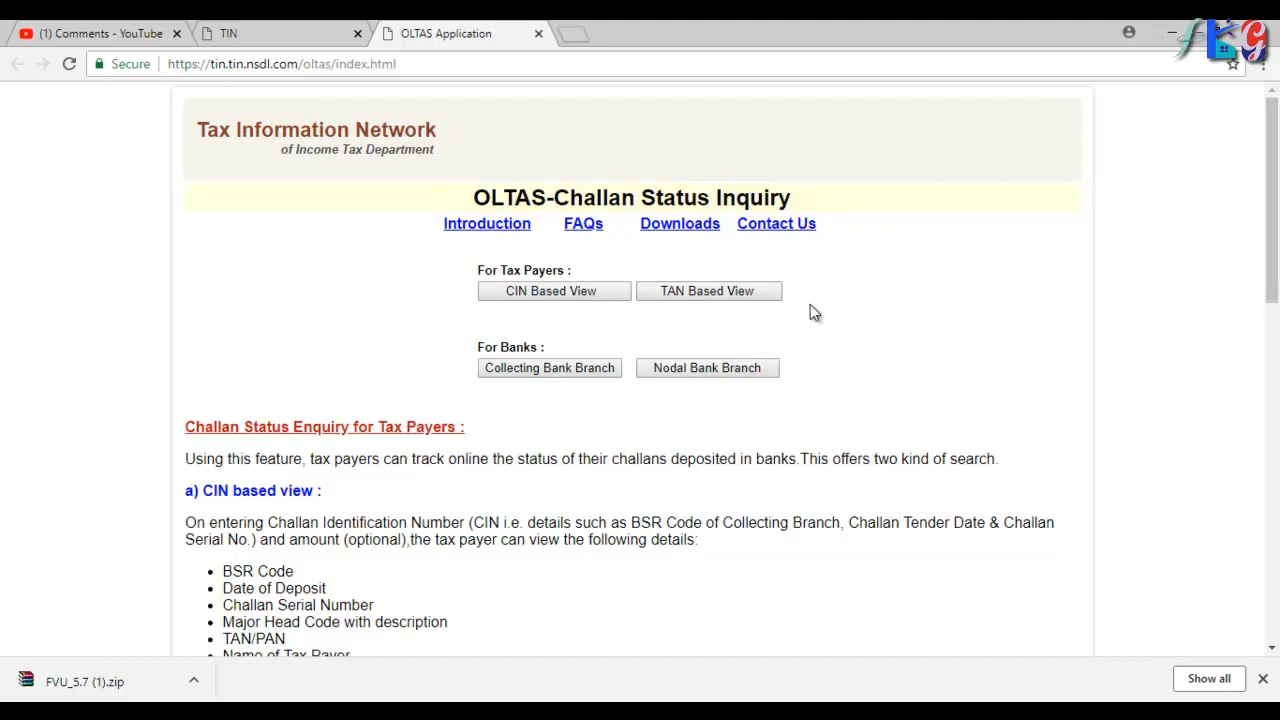 (1) Comments - YouTube
TIN
OLTAS Application
Secure
https://tin.tin.nsdl.com/oltas/index.html
Tax Information Network
of Income Tax Department
OLTAS-Challan Status Inquiry
Introduction FAQs Downloads Contact Us
For Tax Payers :
CIN Based View TAN Based View
For Banks :
Collecting Bank Branch Nodal Bank Branch
Challan Status Enquiry for Tax Payers :
Using this feature, tax payers can track online the status of their challans deposited in banks.This offers two kind of search.
a) CIN based view :
On entering Challan Identification Number (CIN i.e. details such as BSR Code of Collecting Branch, Challan Tender Date & Challan
Serial No.) and amount (optional),the tax payer can view the following details:
• BSR Code
• Date of Deposit
• Challan Serial Number
• Major Head Code with description
• TAN/PAN
• Name of Tax Payer
FVU_5.7 (1).zip
Show all